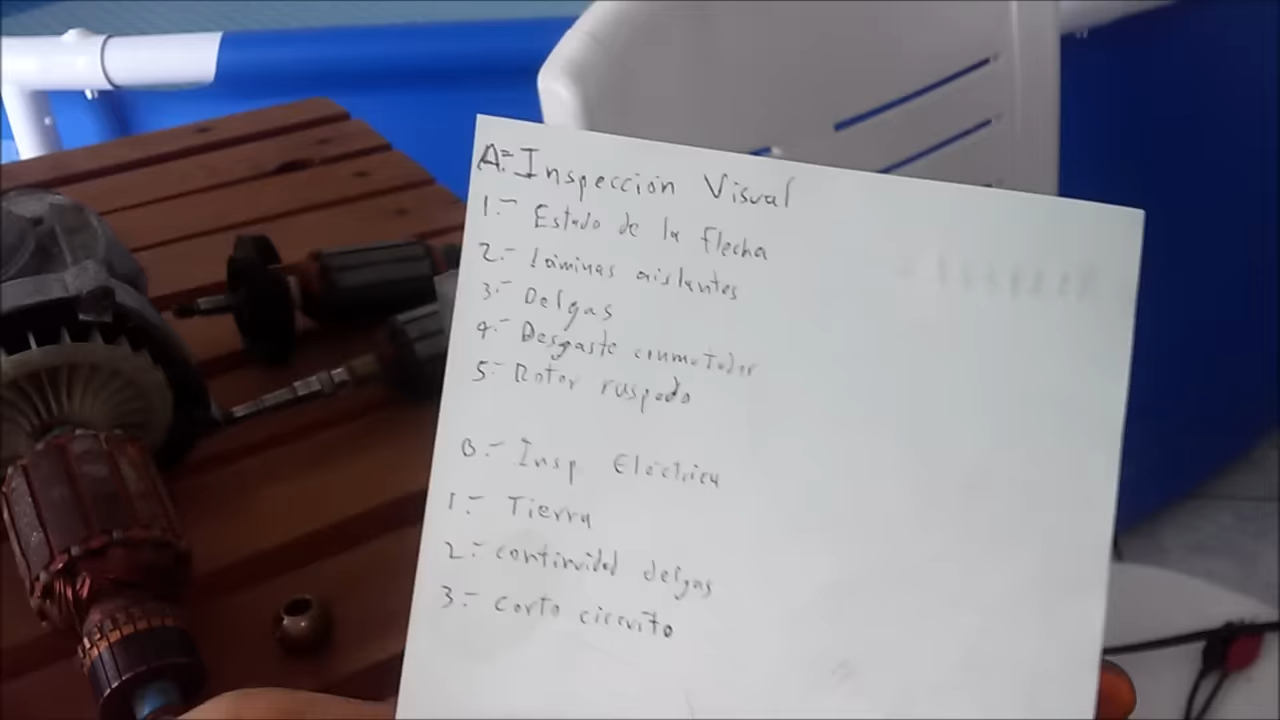 A.- Inspección Visual
1.- Estado de la flecha
2.- Láminas aislantes
3.- Delgas
4.- Desgaste conmutador
5.- Rotor raspado
B.- Insp Electrica
1.- Tierra
2.- continuidad delgas
3.- corto circuito